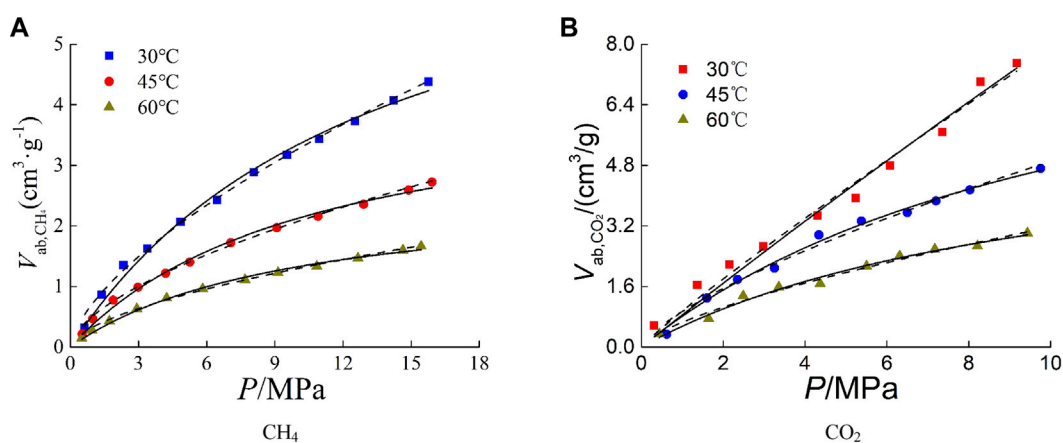 A
5
4
3
2
1
0
V_ab,CH₄(cm³·g⁻¹)
30°C
45°C
60°C
0 3 6 9 12 15 18
P/MPa
CH₄
B
8.0
6.4
4.8
3.2
1.6
0.0
V_ab,CO₂/(cm³/g)
30℃
45℃
60℃
0 2 4 6 8 10
P/MPa
CO₂